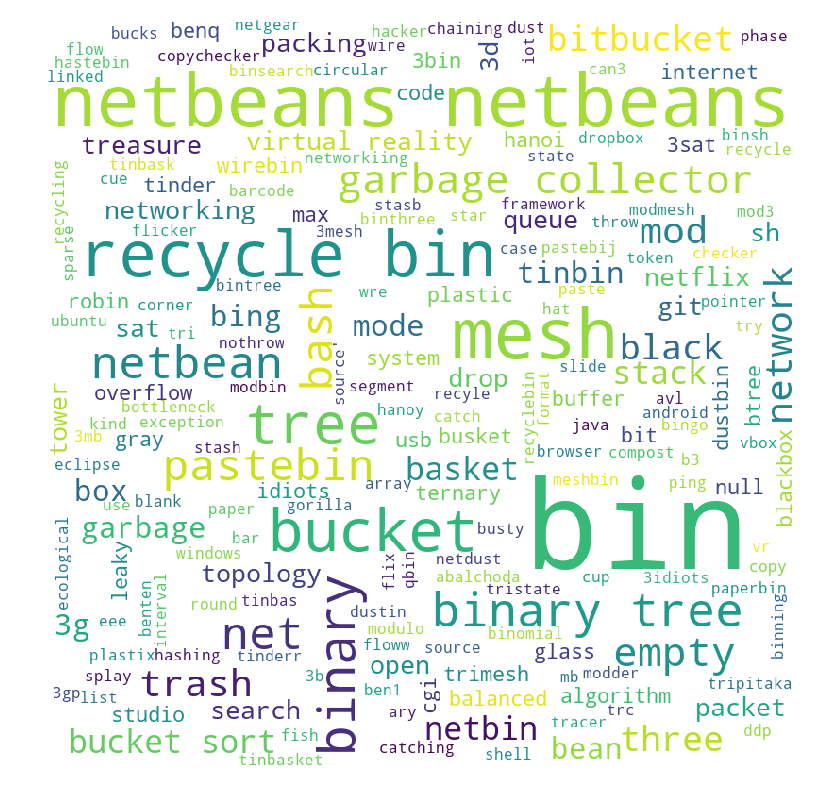 bucks benq netgear hacker chaining dust
flow packing wire 3d iot bitbucket phase
hastebin copychecker 3bin can3
linked binsearch circular internet
netbeans netbeans
code
treasure virtual reality hanoi dropbox 3sat binsh
recycle
recycling tinbask wirebin networkiing state
cue tinder barcode garbage collector
networking max stasb framework
binthree star queue throw modmesh mod3
sparse flicker 3mesh case pastebij mod sh
recycle bin token checker
bintree tinbin netflix
robin corner wre plastic paste
ubuntu sat tri bing bash mode hat git pointer network
nothrow source' mesh black try
netbean system slide
overflow modbin segment drop stack
tower bottleneck recyle recyclebin format buffer avl dustbin btree
kind exception tree hanoy catch android
3mb gray usb busket java bit bingo vbox
stash browser compost b3 blackbox
eclipse pastebin basket meshbin ping
box blank idiots array ternary null
use paper gorilla bin
garbage bar bucket busty
windows vr
ecological leaky topology flix qbin netdust copy
abalchoda cup 3idiots
round tinbas tristate paperbin
3g eee benten interval binary dustin binary tree
net modulo binomial binning
plastix hashing floww source glass empty
tinderr open
splay 3b trimesh mb modder
3gp list trash ben1 cgi tripitaka
studio search ary balanced algorithm packet
netbin tracer trc
bucket sort fish catching bean three ddp
tinbasket shell